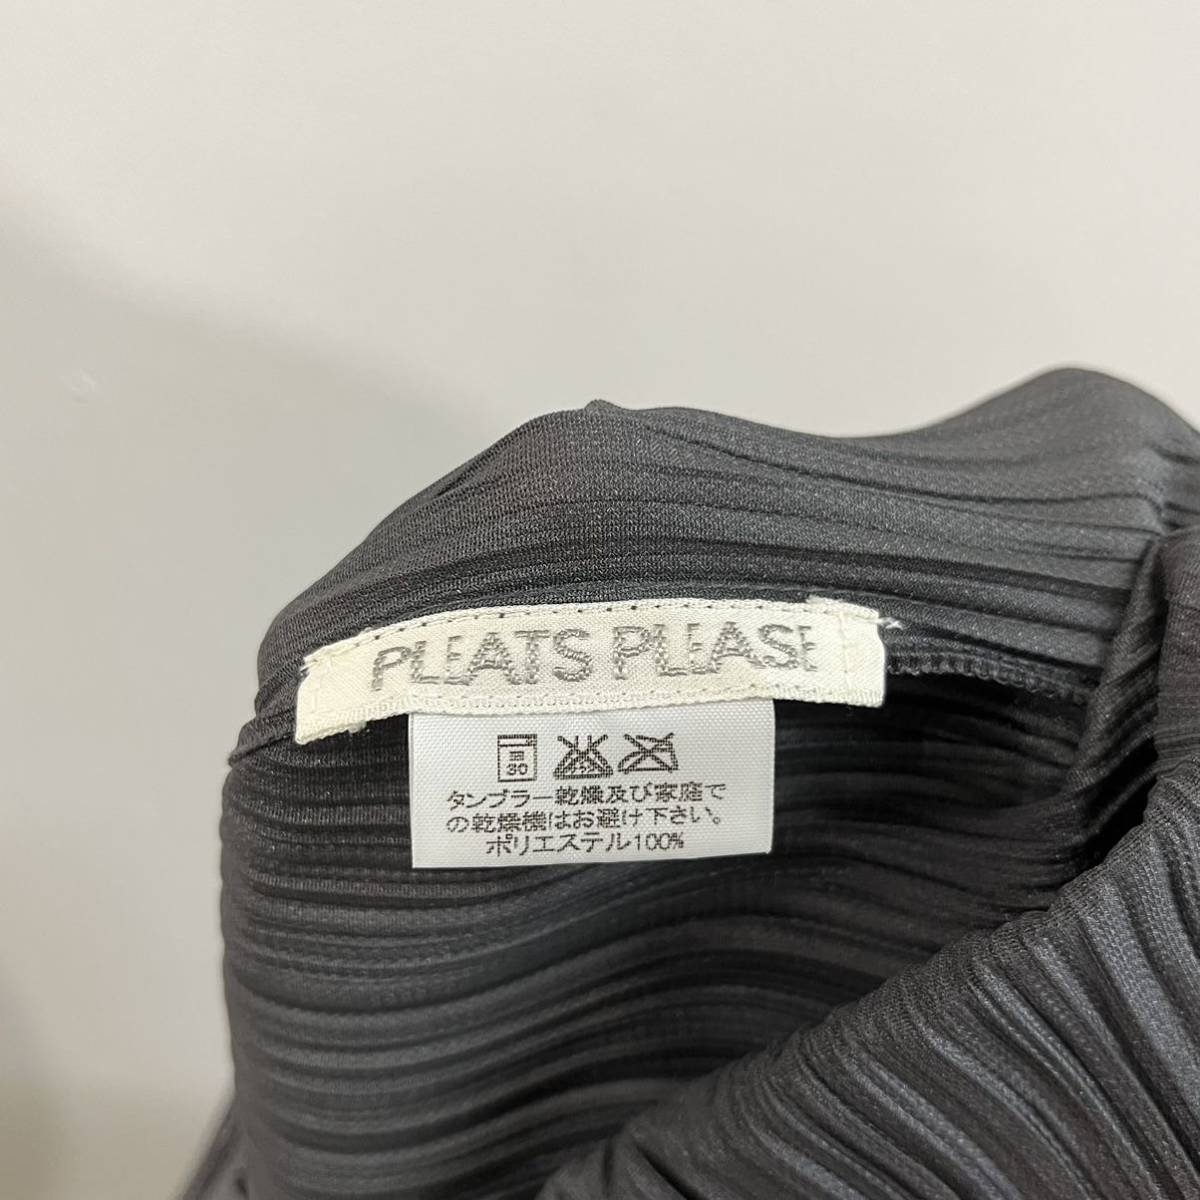 PLEATS PLEASE
30
タンブラー乾燥及び家庭で
の乾燥機はお避け下さい。
ポリエステル100%